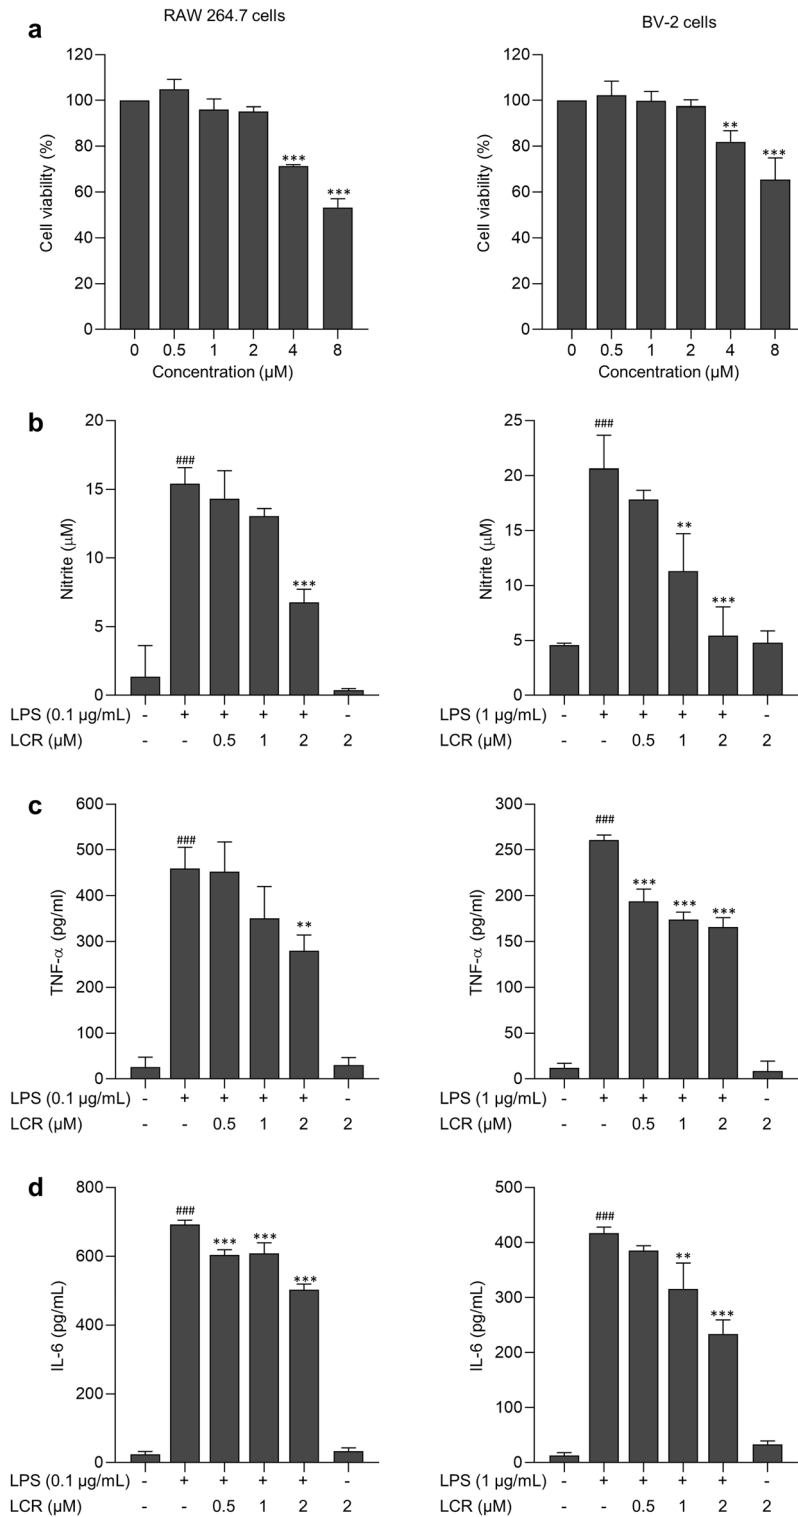 a
RAW 264.7 cells
Cell viability (%)
120
100
80
60
40
20
0
***
***
0 0.5 1 2 4 8
Concentration (µM)
BV-2 cells
Cell viability (%)
120
100
80
60
40
20
0
**
***
0 0.5 1 2 4 8
Concentration (µM)
b
Nitrite (µM)
20
15
10
5
0
###
***
LPS (0.1 µg/mL) - + + + + -
LCR (µM) - - 0.5 1 2 2
Nitrite (µM)
25
20
15
10
5
0
###
**
***
LPS (1 µg/mL) - + + + + -
LCR (µM) - - 0.5 1 2 2
c
TNF-α (pg/ml)
600
500
400
300
200
100
0
###
**
LPS (0.1 µg/mL) - + + + + -
LCR (µM) - - 0.5 1 2 2
TNF-α (pg/ml)
300
250
200
150
100
50
0
###
***
***
***
LPS (1 µg/mL) - + + + + -
LCR (µM) - - 0.5 1 2 2
d
IL-6 (pg/mL)
800
600
400
200
0
###
***
***
***
LPS (0.1 µg/mL) - + + + + -
LCR (µM) - - 0.5 1 2 2
IL-6 (pg/mL)
500
400
300
200
100
0
###
**
***
LPS (1 µg/mL) - + + + + -
LCR (µM) - - 0.5 1 2 2